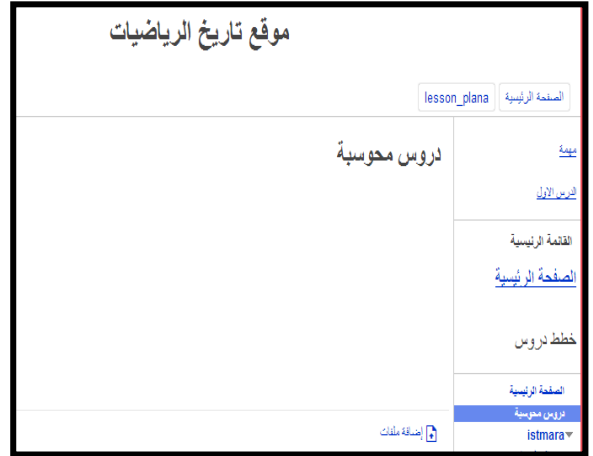 موقع تاريخ الرياضيات
الصفحة الرئيسية
lesson_plana
مهمة
الدرس الاول
القائمة الرئيسية
الصفحة الرئيسية
خطط دروس
الصفحة الرئيسية
دروس محوسبة
istmara
دروس محوسبة
إضافة ملفات